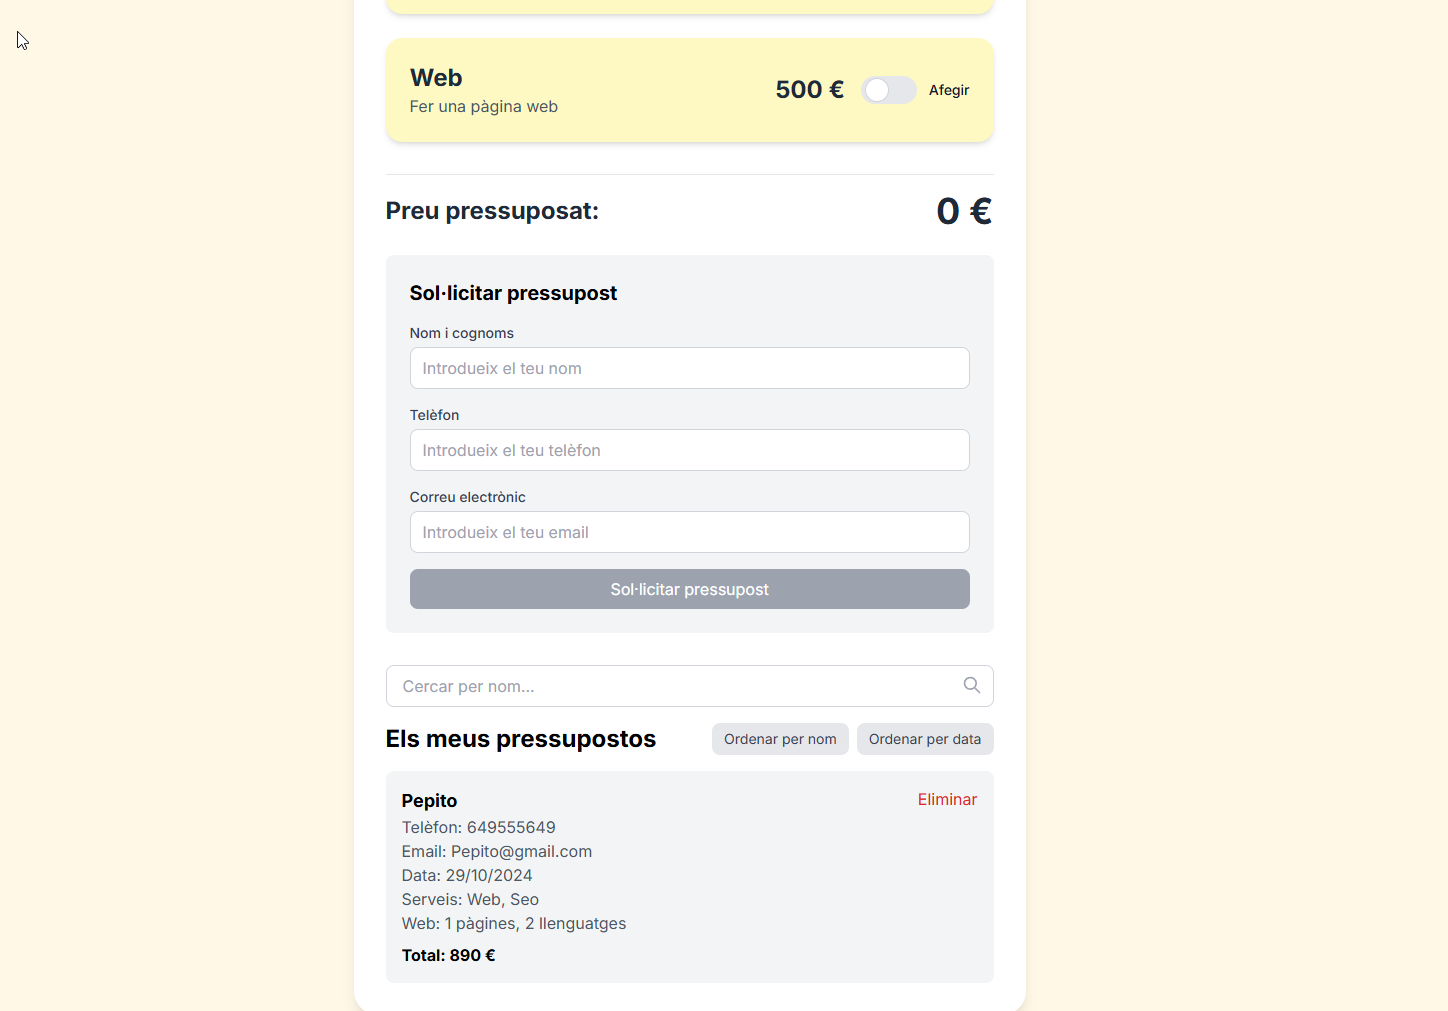 Web
Fer una pàgina web
500 €
Afegir
Preu pressuposat:
0 €
Sol·licitar pressupost
Nom i cognoms
Introdueix el teu nom
Telèfon
Introdueix el teu telèfon
Correu electrònic
Introdueix el teu email
Sol·licitar pressupost
Cercar per nom...
Els meus pressupostos
Ordenar per nom
Ordenar per data
Pepito
Eliminar
Telèfon: 649555649
Email: Pepito@gmail.com
Data: 29/10/2024
Serveis: Web, Seo
Web: 1 pàgines, 2 llenguatges
Total: 890 €